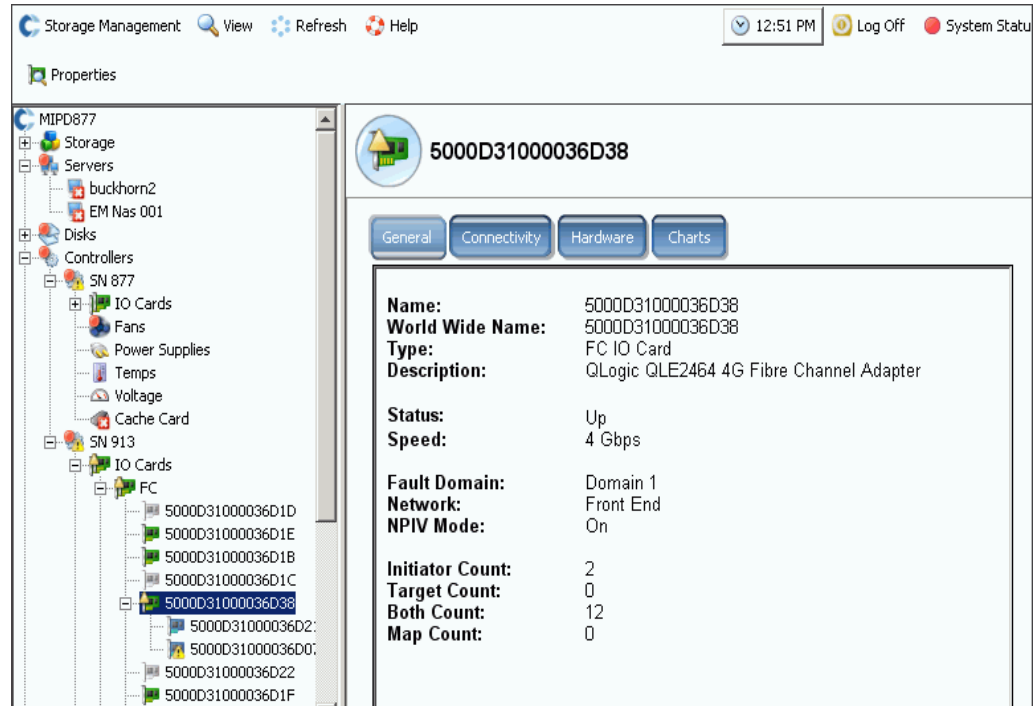 Storage Management View Refresh Help 12:51 PM Log Off System Statu
Properties
MIPD877
Storage
Servers
buckhorn2
EM Nas 001
Disks
Controllers
SN 877
IO Cards
Fans
Power Supplies
Temps
Voltage
Cache Card
SN 913
IO Cards
FC
5000D31000036D1D
5000D31000036D1E
5000D31000036D1B
5000D31000036D1C
5000D31000036D38
5000D31000036D21
5000D31000036D07
5000D31000036D22
5000D31000036D1F
5000D31000036D38
General Connectivity Hardware Charts
Name: 5000D31000036D38
World Wide Name: 5000D31000036D38
Type: FC IO Card
Description: QLogic QLE2464 4G Fibre Channel Adapter
Status: Up
Speed: 4 Gbps
Fault Domain: Domain 1
Network: Front End
NPIV Mode: On
Initiator Count: 2
Target Count: 0
Both Count: 12
Map Count: 0